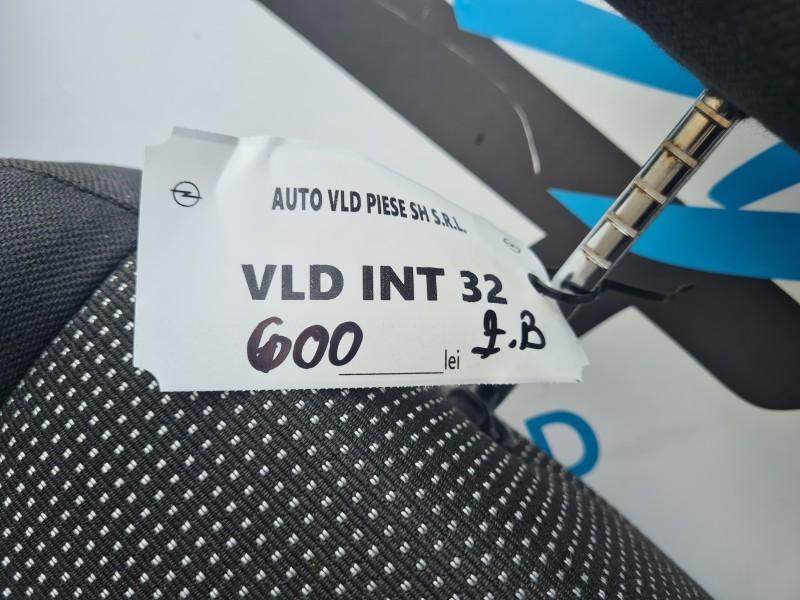 AUTO VLD PIESE SH S.R.L.
VLD INT 32
600 lei
I.B
D